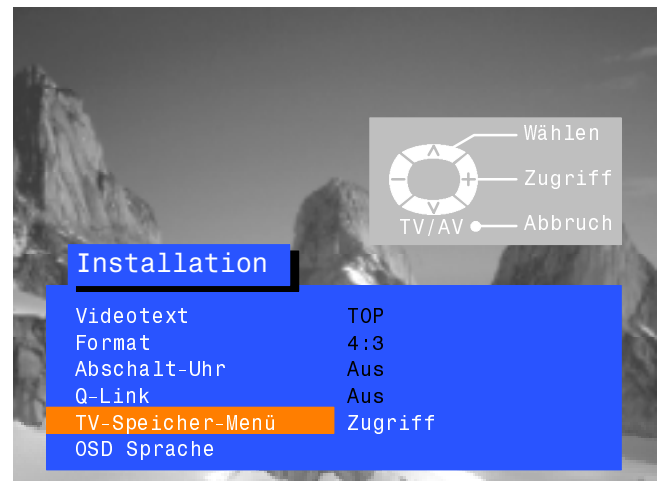 Wählen
Zugriff
TV/AV Abbruch
Installation
Videotext TOP
Format 4:3
Abschalt-Uhr Aus
Q-Link Aus
TV-Speicher-Menü Zugriff
OSD Sprache